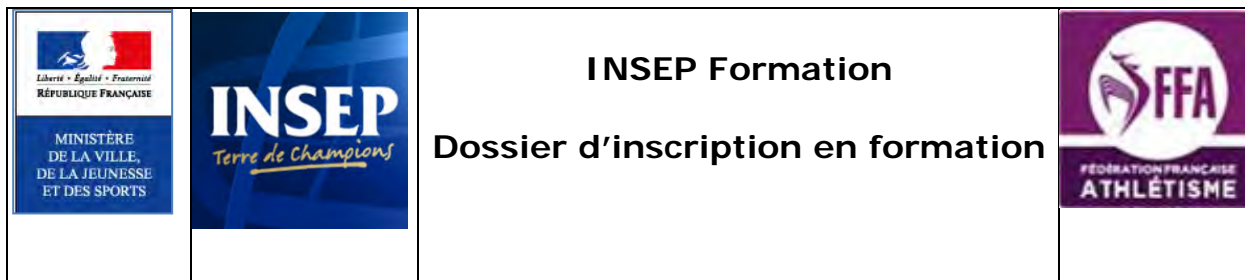 Liberté • Égalité • Fraternité
RÉPUBLIQUE FRANÇAISE
MINISTÈRE
DE LA VILLE,
DE LA JEUNESSE
ET DES SPORTS
INSEP
Terre de Champions
INSEP Formation
Dossier d'inscription en formation
FFA
FÉDÉRATION FRANÇAISE
ATHLÉTISME